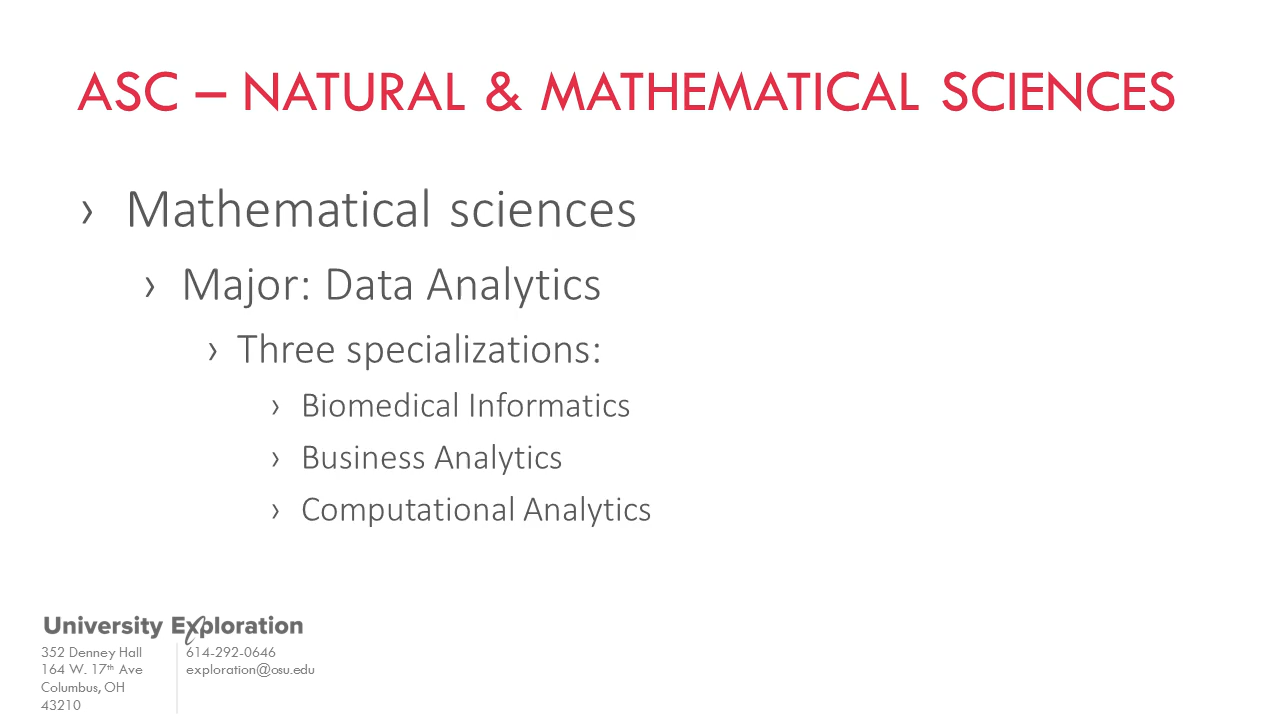 ASC – NATURAL & MATHEMATICAL SCIENCES
› Mathematical sciences
› Major: Data Analytics
› Three specializations:
› Biomedical Informatics
› Business Analytics
› Computational Analytics
University Exploration
352 Denney Hall
164 W. 17th Ave
Columbus, OH
43210
614-292-0646
exploration@osu.edu